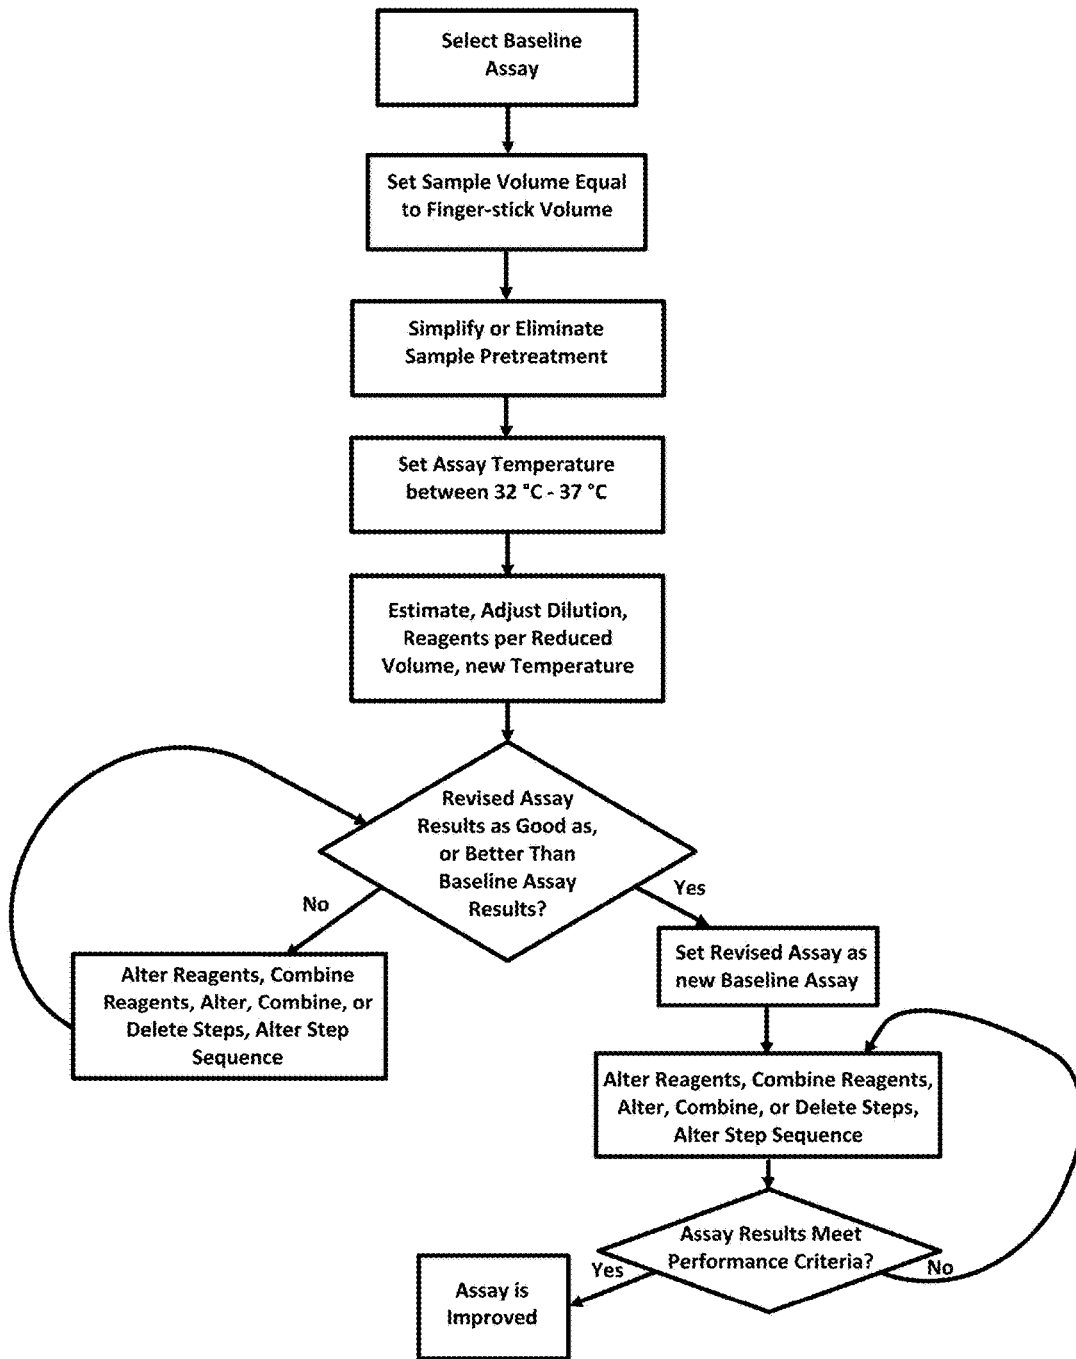 Select Baseline
Assay
Set Sample Volume Equal
to Finger-stick Volume
Simplify or Eliminate
Sample Pretreatment
Set Assay Temperature
between 32 °C - 37 °C
Estimate, Adjust Dilution,
Reagents per Reduced
Volume, new Temperature
Revised Assay
Results as Good as,
or Better Than
Baseline Assay
Results?
No
Yes
Alter Reagents, Combine
Reagents, Alter, Combine, or
Delete Steps, Alter Step
Sequence
Set Revised Assay as
new Baseline Assay
Alter Reagents, Combine Reagents,
Alter, Combine, or Delete Steps,
Alter Step Sequence
Assay Results Meet
Performance Criteria?
Yes
No
Assay is
Improved